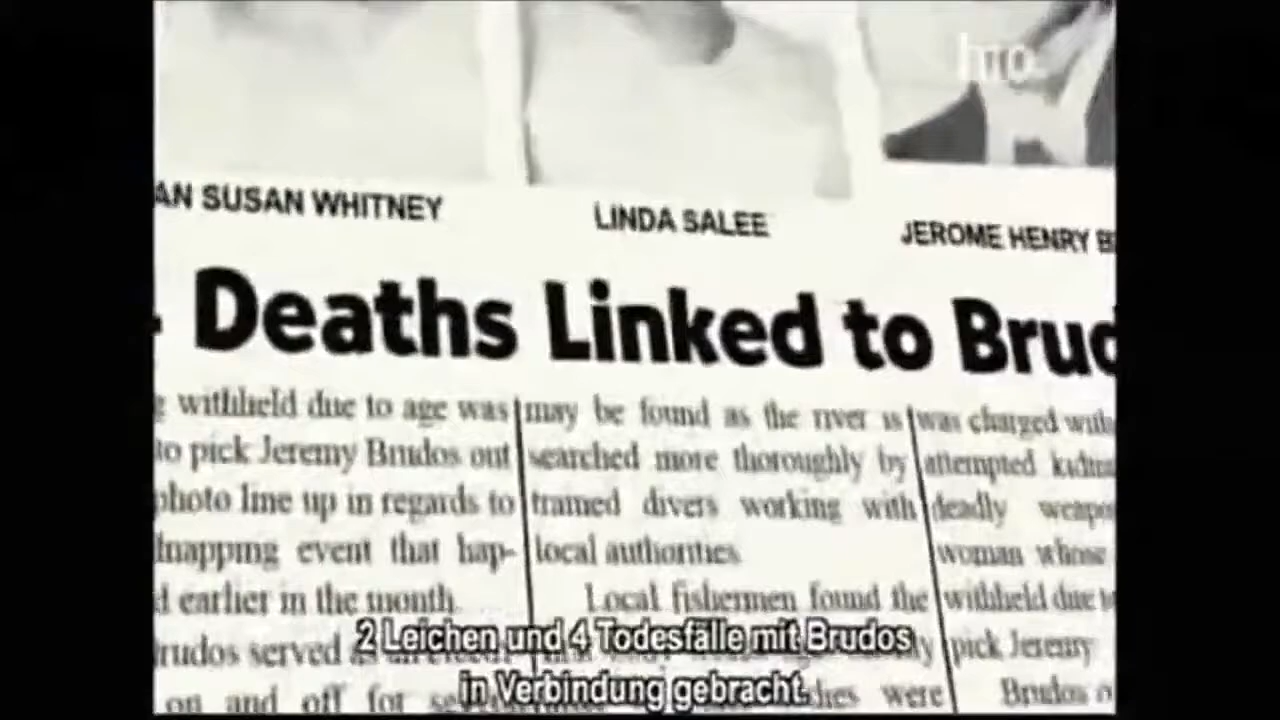 hTO
AN SUSAN WHITNEY
LINDA SALEE
JEROME HENRY B
Deaths Linked to Brud
withheld due to age was
to pick Jeremy Brudos out
photo line up in regards to
dnapping event that hap-
d earlier in the month.
rudos served
on and off for
may be found as the river is
searched more thoroughly by
trained divers working with
local authorities.
Local fishermen found the
were
was charged with
attempted kidna
deadly weapo
woman whose
withheld due t
pick Jeremy
Brudos o
2 Leichen und 4 Todesfälle mit Brudos
in Verbindung gebracht.